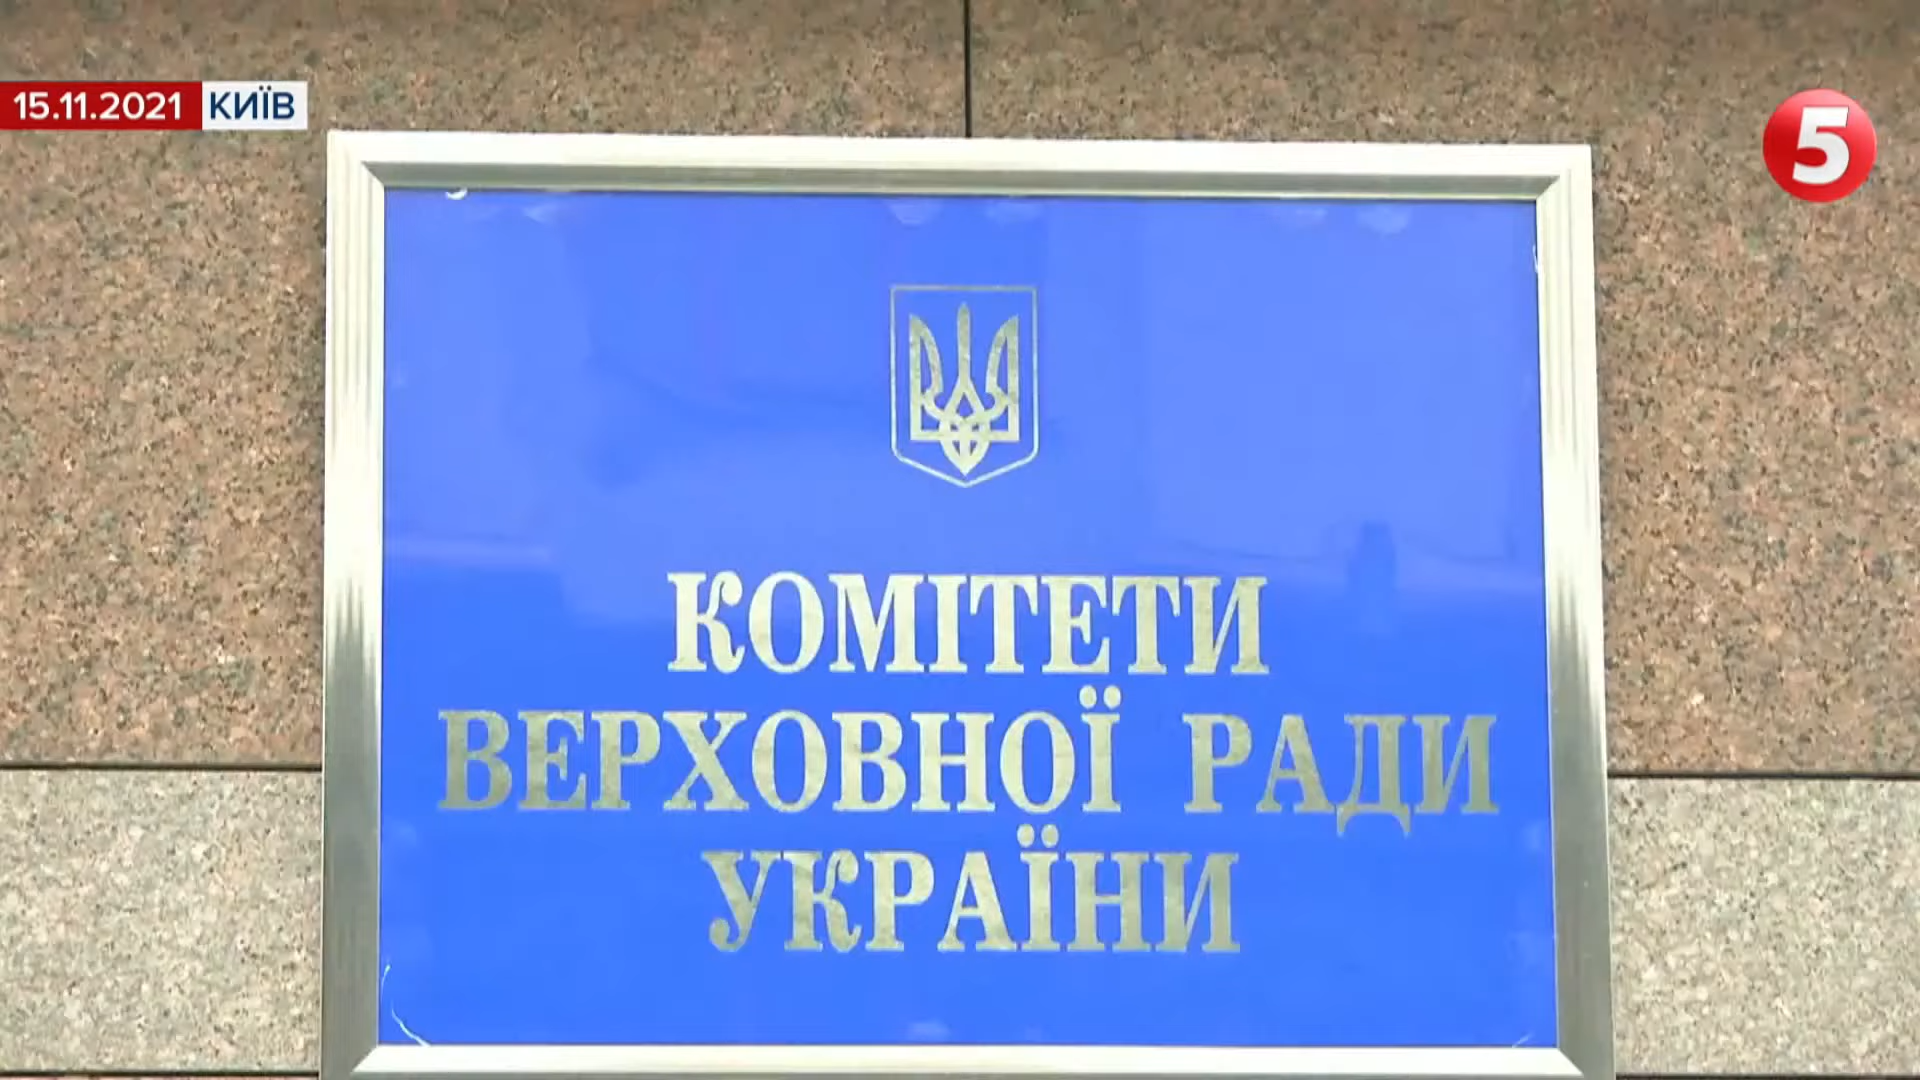 15.11.2021 КИЇВ
5
КОМІТЕТИ
ВЕРХОВНОЇ РАДИ
УКРАЇНИ